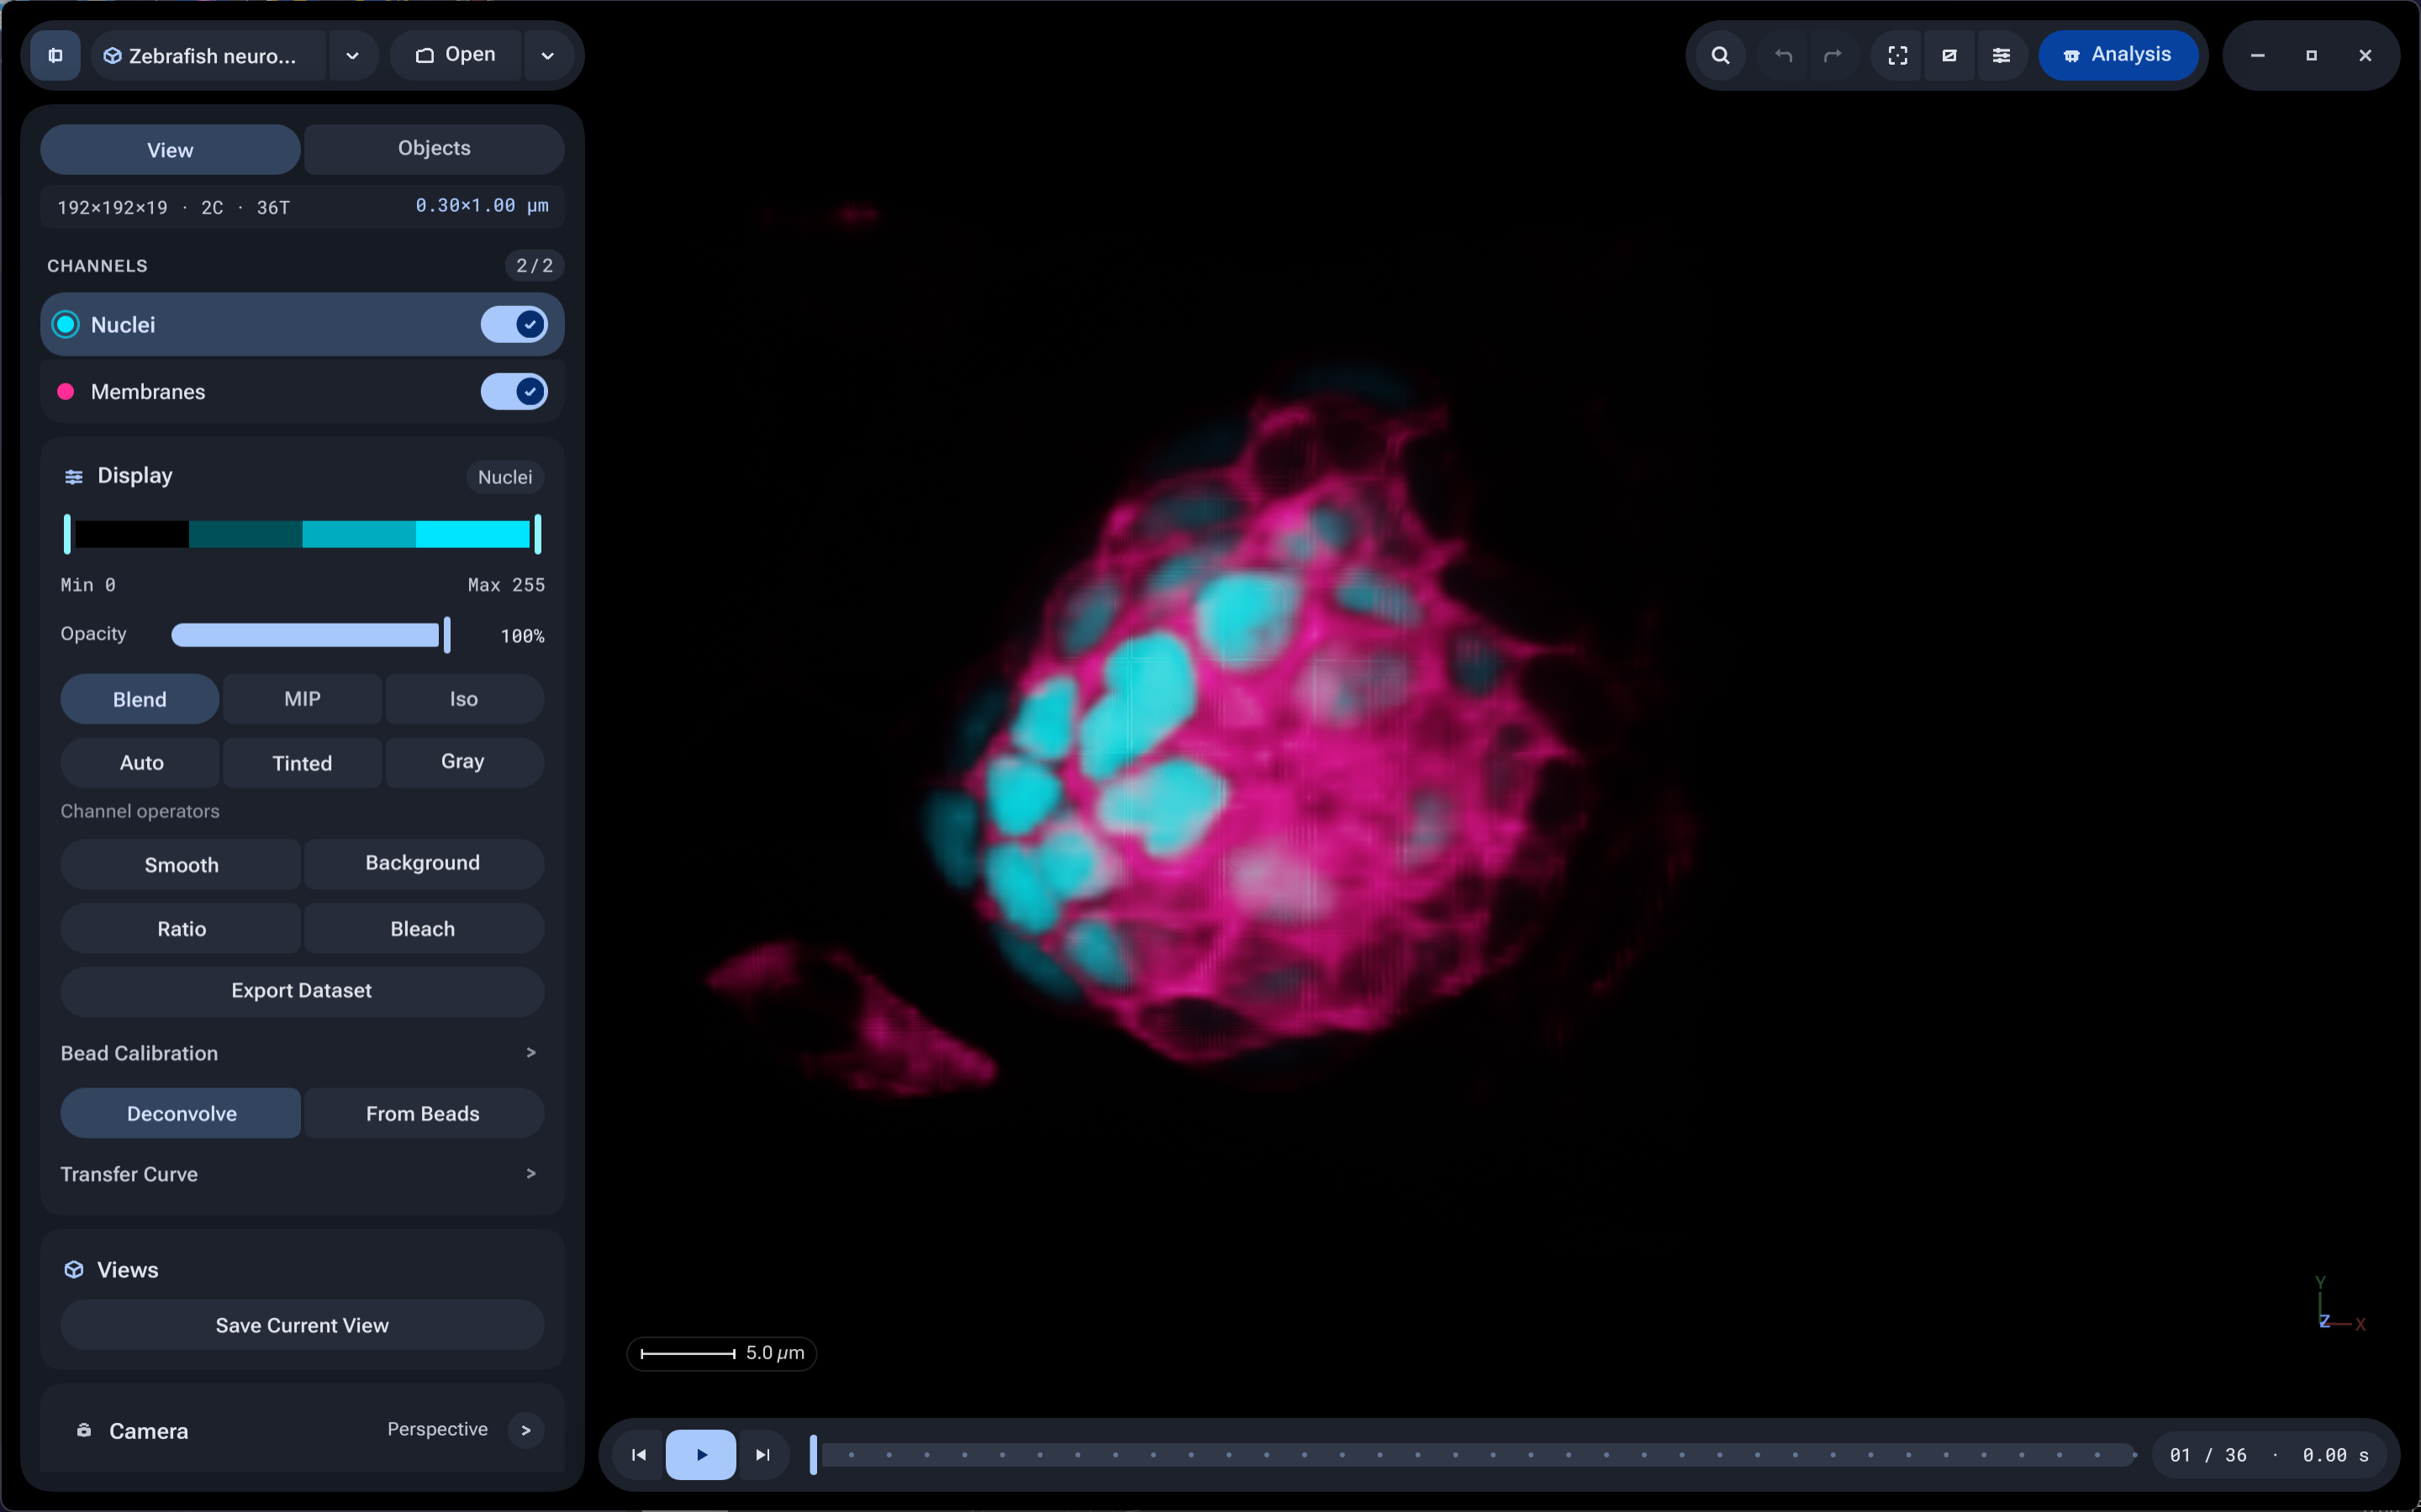 Zebrafish neuro...
Open
Analysis
View
Objects
192×192×19 · 2C · 36T
0.30×1.00 µm
CHANNELS
2/2
Nuclei
Membranes
Display
Nuclei
Min 0
Max 255
Opacity
100%
Blend
MIP
Iso
Auto
Tinted
Gray
Channel operators
Smooth
Background
Ratio
Bleach
Export Dataset
Bead Calibration
>
Deconvolve
From Beads
Transfer Curve
>
Views
Save Current View
Camera
Perspective
>
5.0 µm
Y
Z
X
01 / 36 · 0.00 s